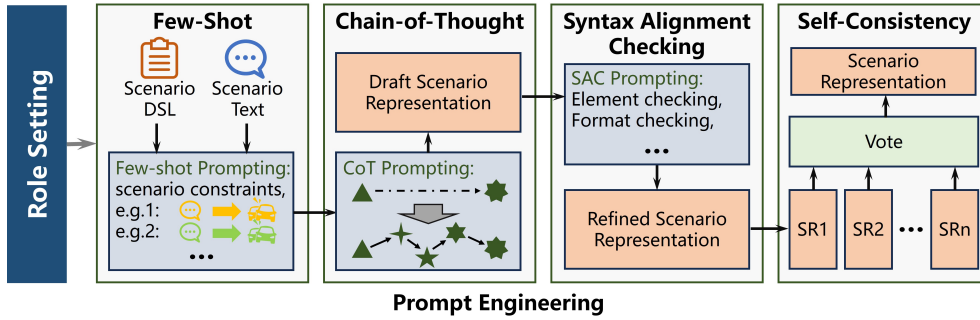 Role Setting
Few-Shot
Scenario
DSL
Scenario
Text
Few-shot Prompting:
scenario constraints,
e.g.1:
e.g.2:
...
Chain-of-Thought
Draft Scenario
Representation
CoT Prompting:
Syntax Alignment
Checking
SAC Prompting:
Element checking,
Format checking,
...
Refined Scenario
Representation
Self-Consistency
Scenario
Representation
Vote
SR1
SR2
...
SRn
Prompt Engineering